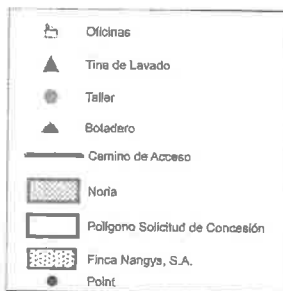 Oficinas
Tina de Lavado
Taller
Botadero
Camino de Acceso
Noria
Polígono Solicitud de Concesión
Finca Nangys, S.A.
Point